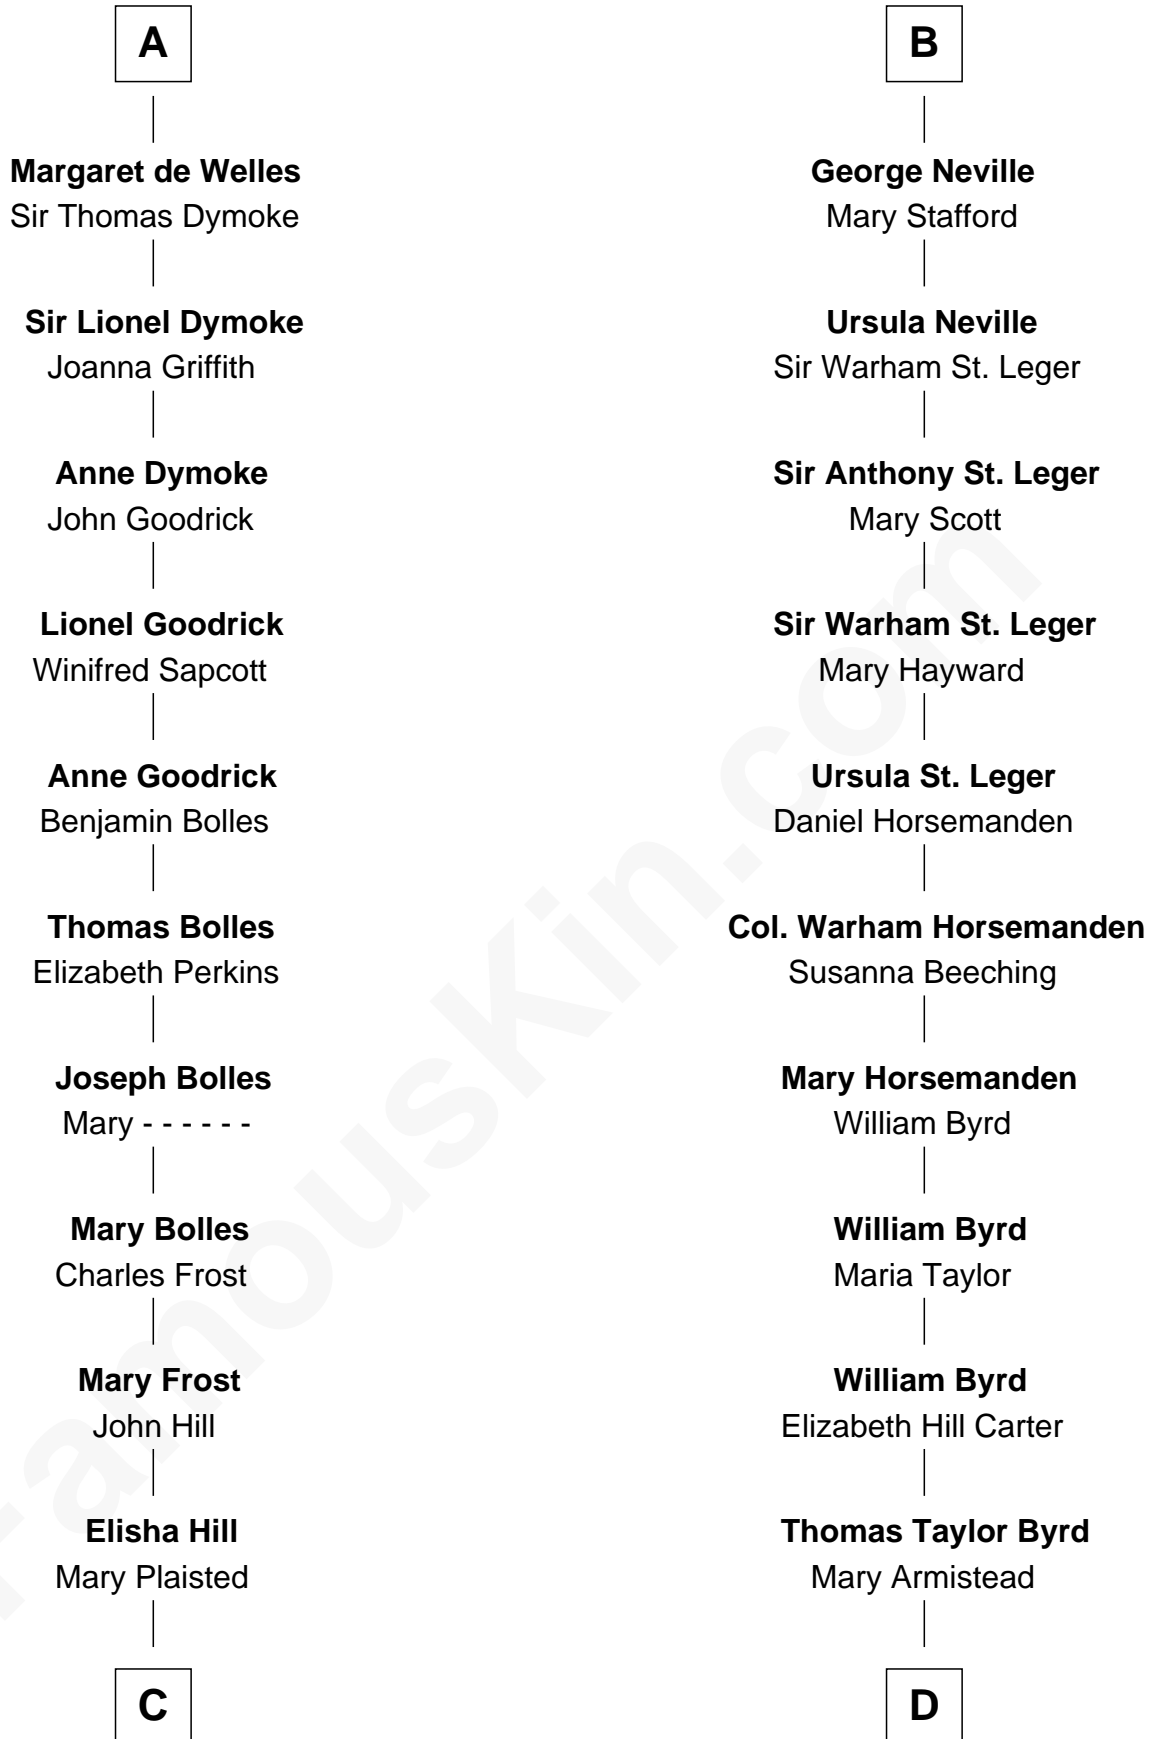 A
Margaret de Welles
Sir Thomas Dymoke
Sir Lionel Dymoke
Joanna Griffith
Anne Dymoke
John Goodrick
Lionel Goodrick
Winifred Sapcott
Anne Goodrick
Benjamin Bolles
Thomas Bolles
Elizabeth Perkins
Joseph Bolles
Mary - - - - - -
Mary Bolles
Charles Frost
Mary Frost
John Hill
Elisha Hill
Mary Plaisted
C
B
George Neville
Mary Stafford
Ursula Neville
Sir Warham St. Leger
Sir Anthony St. Leger
Mary Scott
Sir Warham St. Leger
Mary Hayward
Ursula St. Leger
Daniel Horsemanden
Col. Warham Horsemanden
Susanna Beeching
Mary Horsemanden
William Byrd
William Byrd
Maria Taylor
William Byrd
Elizabeth Hill Carter
Thomas Taylor Byrd
Mary Armistead
D
FamousKin.com